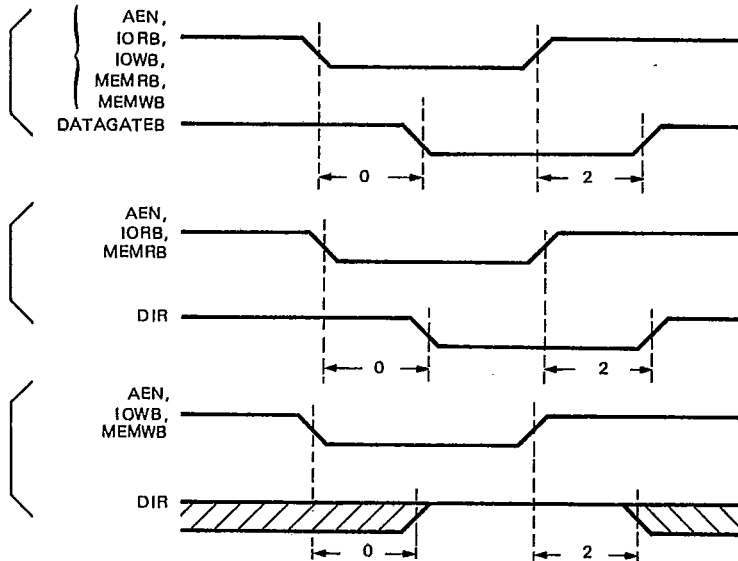 AEN,
IORB,
IOWB,
MEMRB,
MEMWB
DATAGATEB
0
2
AEN,
IORB,
MEMRB
DIR
0
2
AEN,
IOWB,
MEMWB
DIR
0
2